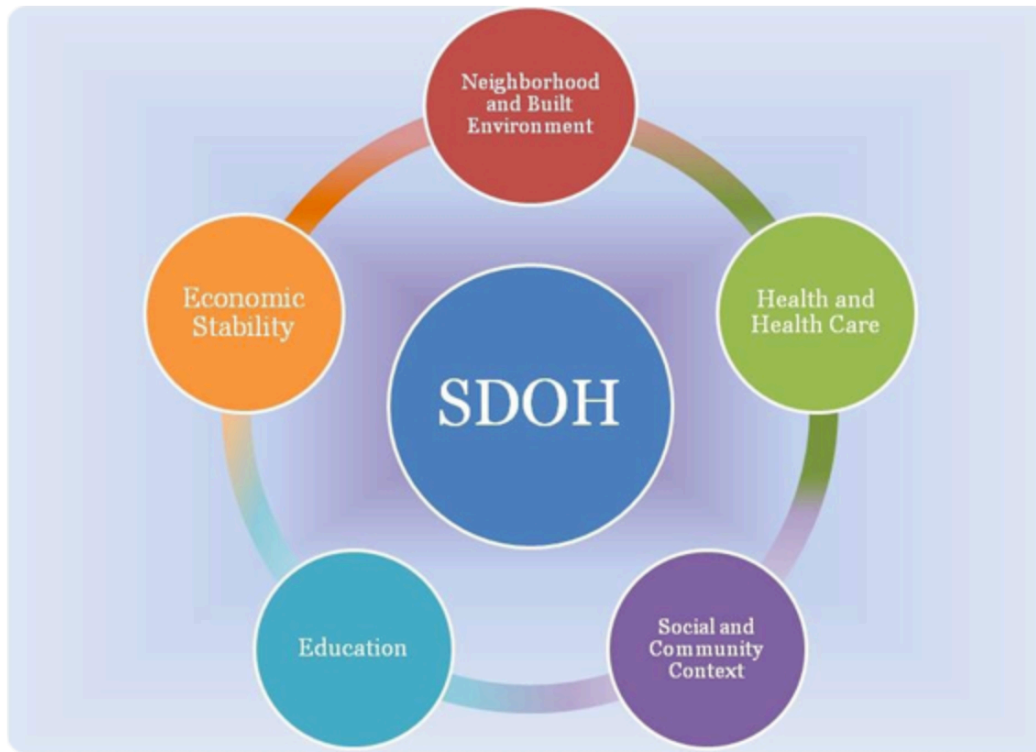 Neighborhood
and Built
Environment
Economic
Stability
Health and
Health Care
SDOH
Education
Social and
Community
Context